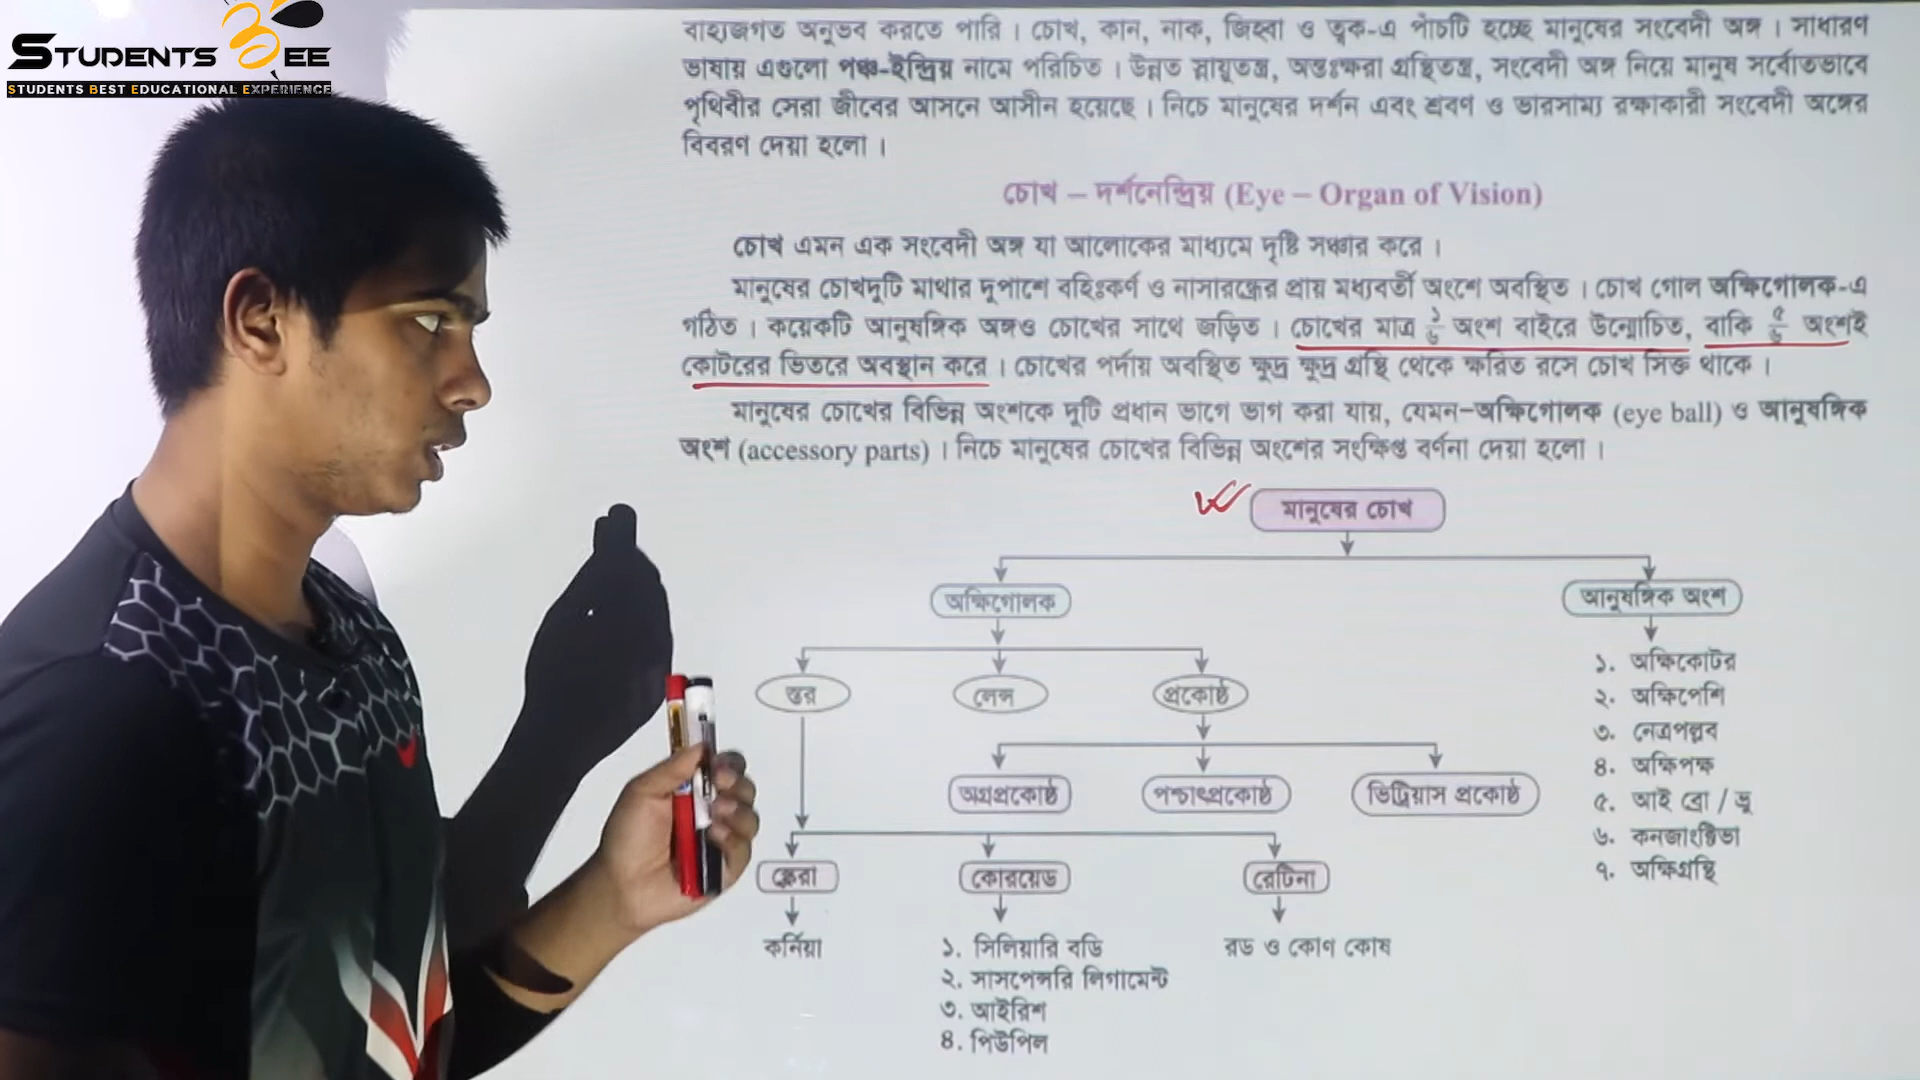 STUDENTS BEE
STUDENTS BEST EDUCATIONAL EXPERIENCE
বাহ্যজগত অনুভব করতে পারি । চোখ, কান, নাক, জিহ্বা ও ত্বক-এ পাঁচটি হচ্ছে মানুষের সংবেদী অঙ্গ । সাধারণ
ভাষায় এগুলো পঞ্চ-ইন্দ্রিয় নামে পরিচিত । উন্নত স্নায়ুতন্ত্র, অন্তঃক্ষরা গ্রন্থিতন্ত্র, সংবেদী অঙ্গ নিয়ে মানুষ সর্বোতভাবে
পৃথিবীর সেরা জীবের আসনে আসীন হয়েছে । নিচে মানুষের দর্শন এবং শ্রবণ ও ভারসাম্য রক্ষাকারী সংবেদী অঙ্গের
বিবরণ দেয়া হলো ।
চোখ – দর্শনেন্দ্রিয় (Eye – Organ of Vision)
চোখ এমন এক সংবেদী অঙ্গ যা আলোকের মাধ্যমে দৃষ্টি সঞ্চার করে ।
মানুষের চোখদুটি মাথার দুপাশে বহিঃকর্ণ ও নাসারন্ধ্রের প্রায় মধ্যবর্তী অংশে অবস্থিত । চোখ গোল অক্ষিগোলক-এ
গঠিত । কয়েকটি আনুষঙ্গিক অঙ্গও চোখের সাথে জড়িত । চোখের মাত্র ১/৬ অংশ বাইরে উন্মোচিত, বাকি ৫/৬ অংশই
কোটরের ভিতরে অবস্থান করে । চোখের পর্দায় অবস্থিত ক্ষুদ্র ক্ষুদ্র গ্রন্থি থেকে ক্ষরিত রসে চোখ সিক্ত থাকে ।
মানুষের চোখের বিভিন্ন অংশকে দুটি প্রধান ভাগে ভাগ করা যায়, যেমন–অক্ষিগোলক (eye ball) ও আনুষঙ্গিক
অংশ (accessory parts) । নিচে মানুষের চোখের বিভিন্ন অংশের সংক্ষিপ্ত বর্ণনা দেয়া হলো ।
মানুষের চোখ
অক্ষিগোলক
আনুষঙ্গিক অংশ
স্তর
লেন্স
প্রকোষ্ঠ
১. অক্ষিকোটর
২. অক্ষিপেশি
৩. নেত্রপল্লব
৪. অক্ষিপক্ষ
৫. আই ব্রো / ভ্রূ
৬. কনজাংক্টিভা
৭. অক্ষিগ্রন্থি
অগ্রপ্রকোষ্ঠ
পশ্চাৎপ্রকোষ্ঠ
ভিট্রিয়াস প্রকোষ্ঠ
স্ক্লেরা
কোরয়েড
রেটিনা
কর্নিয়া
১. সিলিয়ারি বডি
২. সাসপেন্সরি লিগামেন্ট
৩. আইরিশ
৪. পিউপিল
রড ও কোণ কোষ